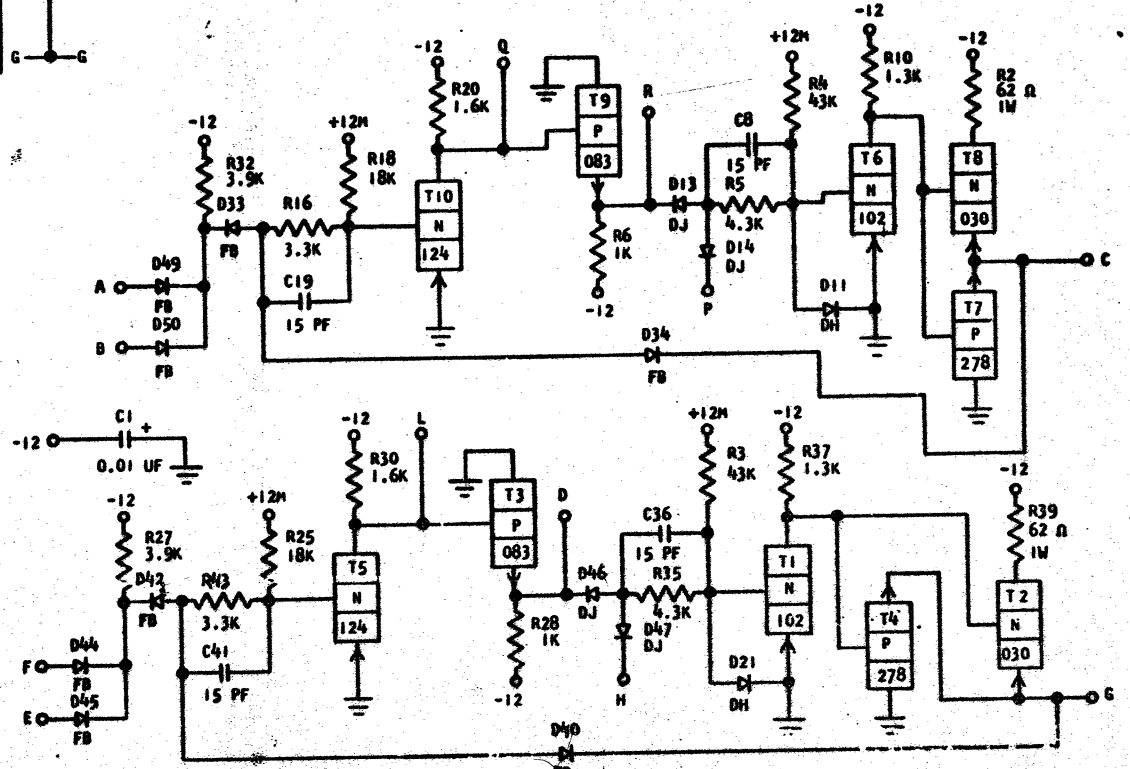 G G
-12
Q
R20
1.6K
T9
P
083
R
+12M
R4
43K
-12
R10
1.3K
-12
R2
62 Ω
1W
-12
R32
3.9K
+12M
R18
18K
D33
FB
R16
3.3K
T10
N
124
C19
15 PF
A
D49
FB
B
D50
FB
R6
1K
-12
D13
DJ
C8
15 PF
R5
4.3K
D14
DJ
P
D11
DH
T6
N
102
T8
N
030
C
T7
P
278
D34
FB
-12
C1
+
0.01 UF
-12
R30
1.6K
L
T3
P
083
D
+12M
R3
43K
-12
R37
1.3K
-12
R39
62 Ω
1W
-12
R27
3.9K
+12M
R25
18K
D42
FB
R43
3.3K
T5
N
124
C41
15 PF
F
D44
FB
E
D45
FB
R28
1K
-12
D46
DJ
C36
15 PF
R35
4.3K
D47
DJ
H
D21
DH
T1
N
102
T4
P
278
T2
N
030
G
D40